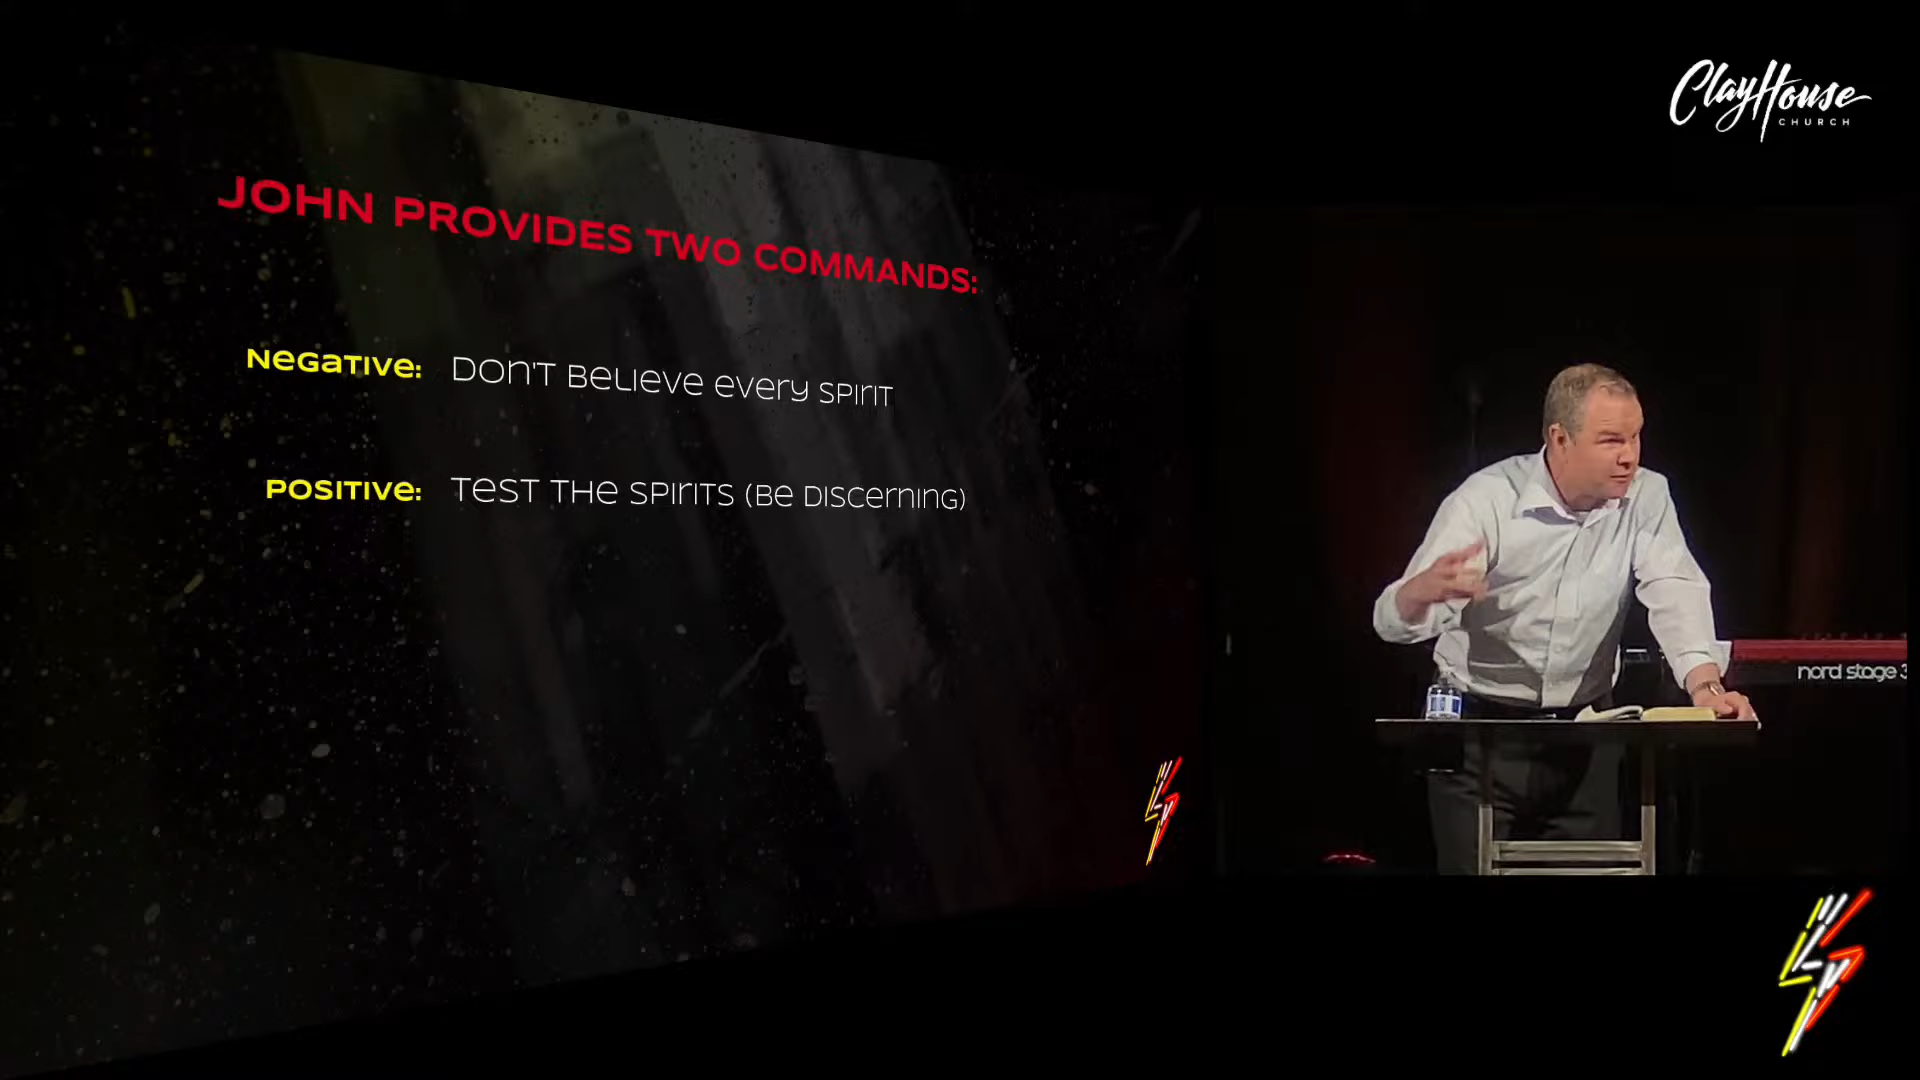 ClayHouse
CHURCH
JOHN PROVIDES TWO COMMANDS:
NEGATIVE: DON'T BELIEVE EVERY SPIRIT
POSITIVE: TEST THE SPIRITS (BE DISCERNING)
nord stage 3